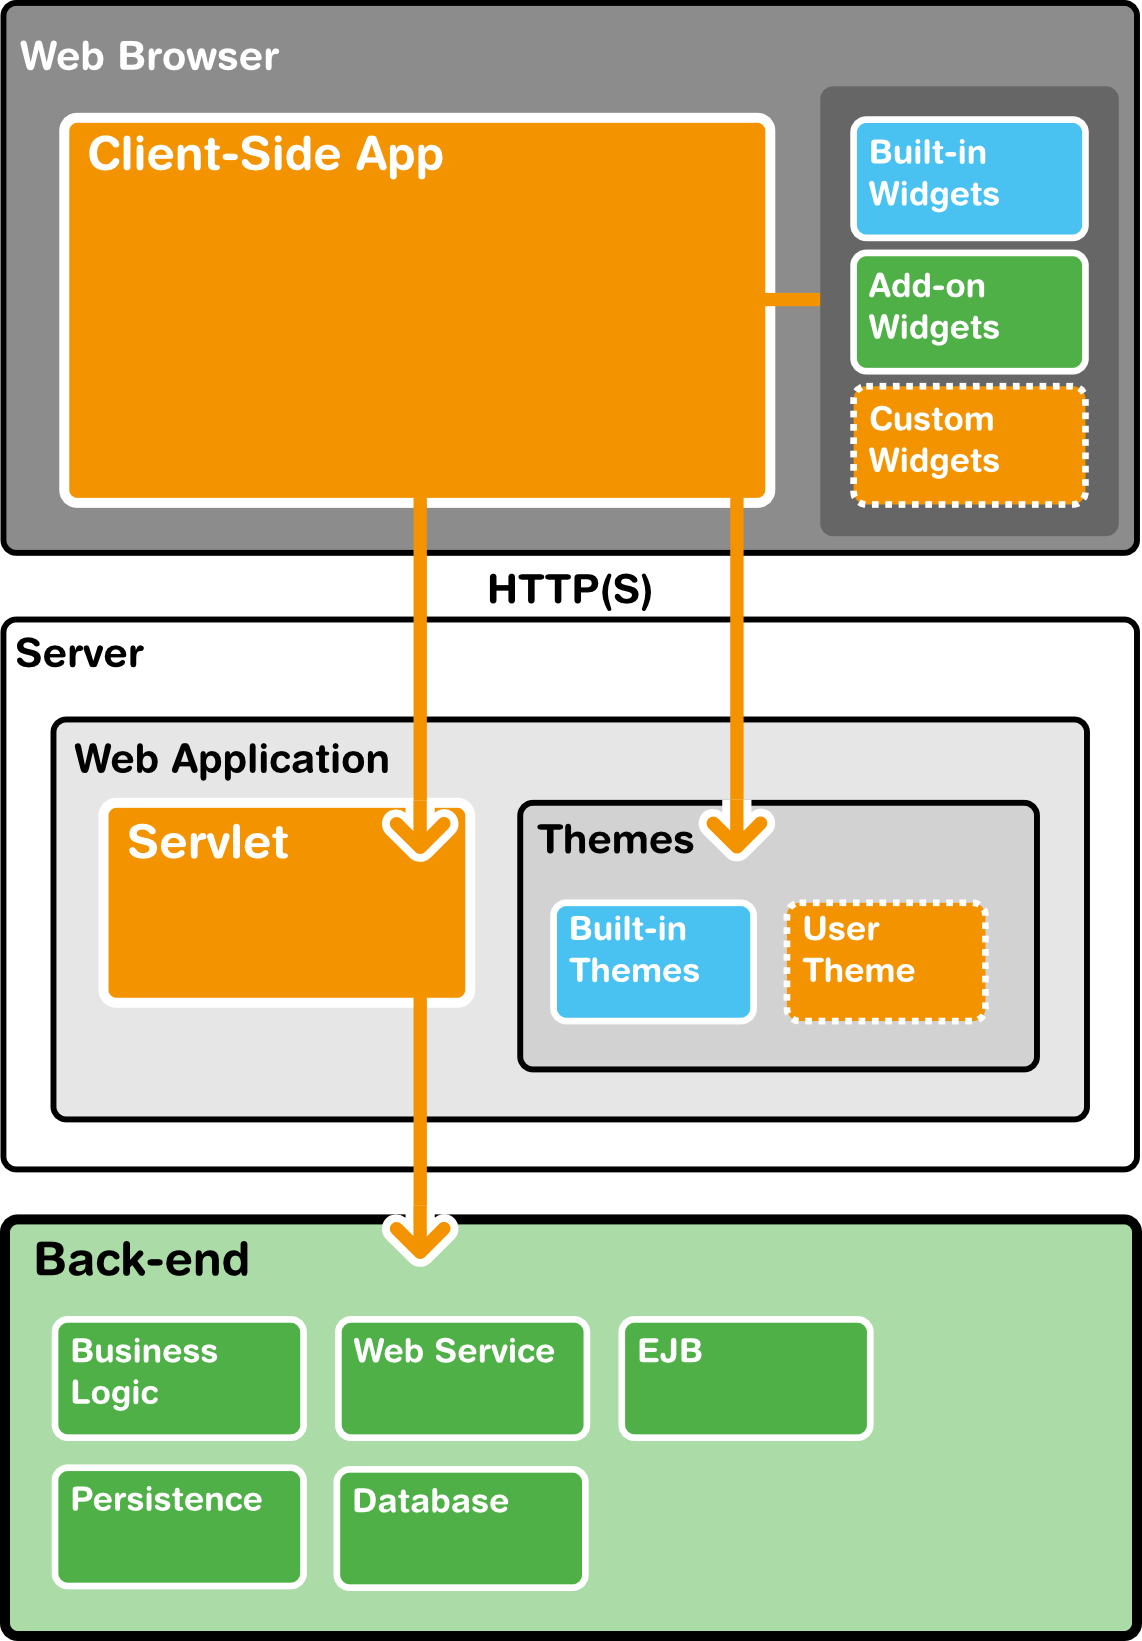 Web Browser
Client-Side App
Built-in
Widgets
Add-on
Widgets
Custom
Widgets
HTTP(S)
Server
Web Application
Servlet
Themes
Built-in
Themes
User
Theme
Back-end
Business
Logic
Web Service
EJB
Persistence
Database